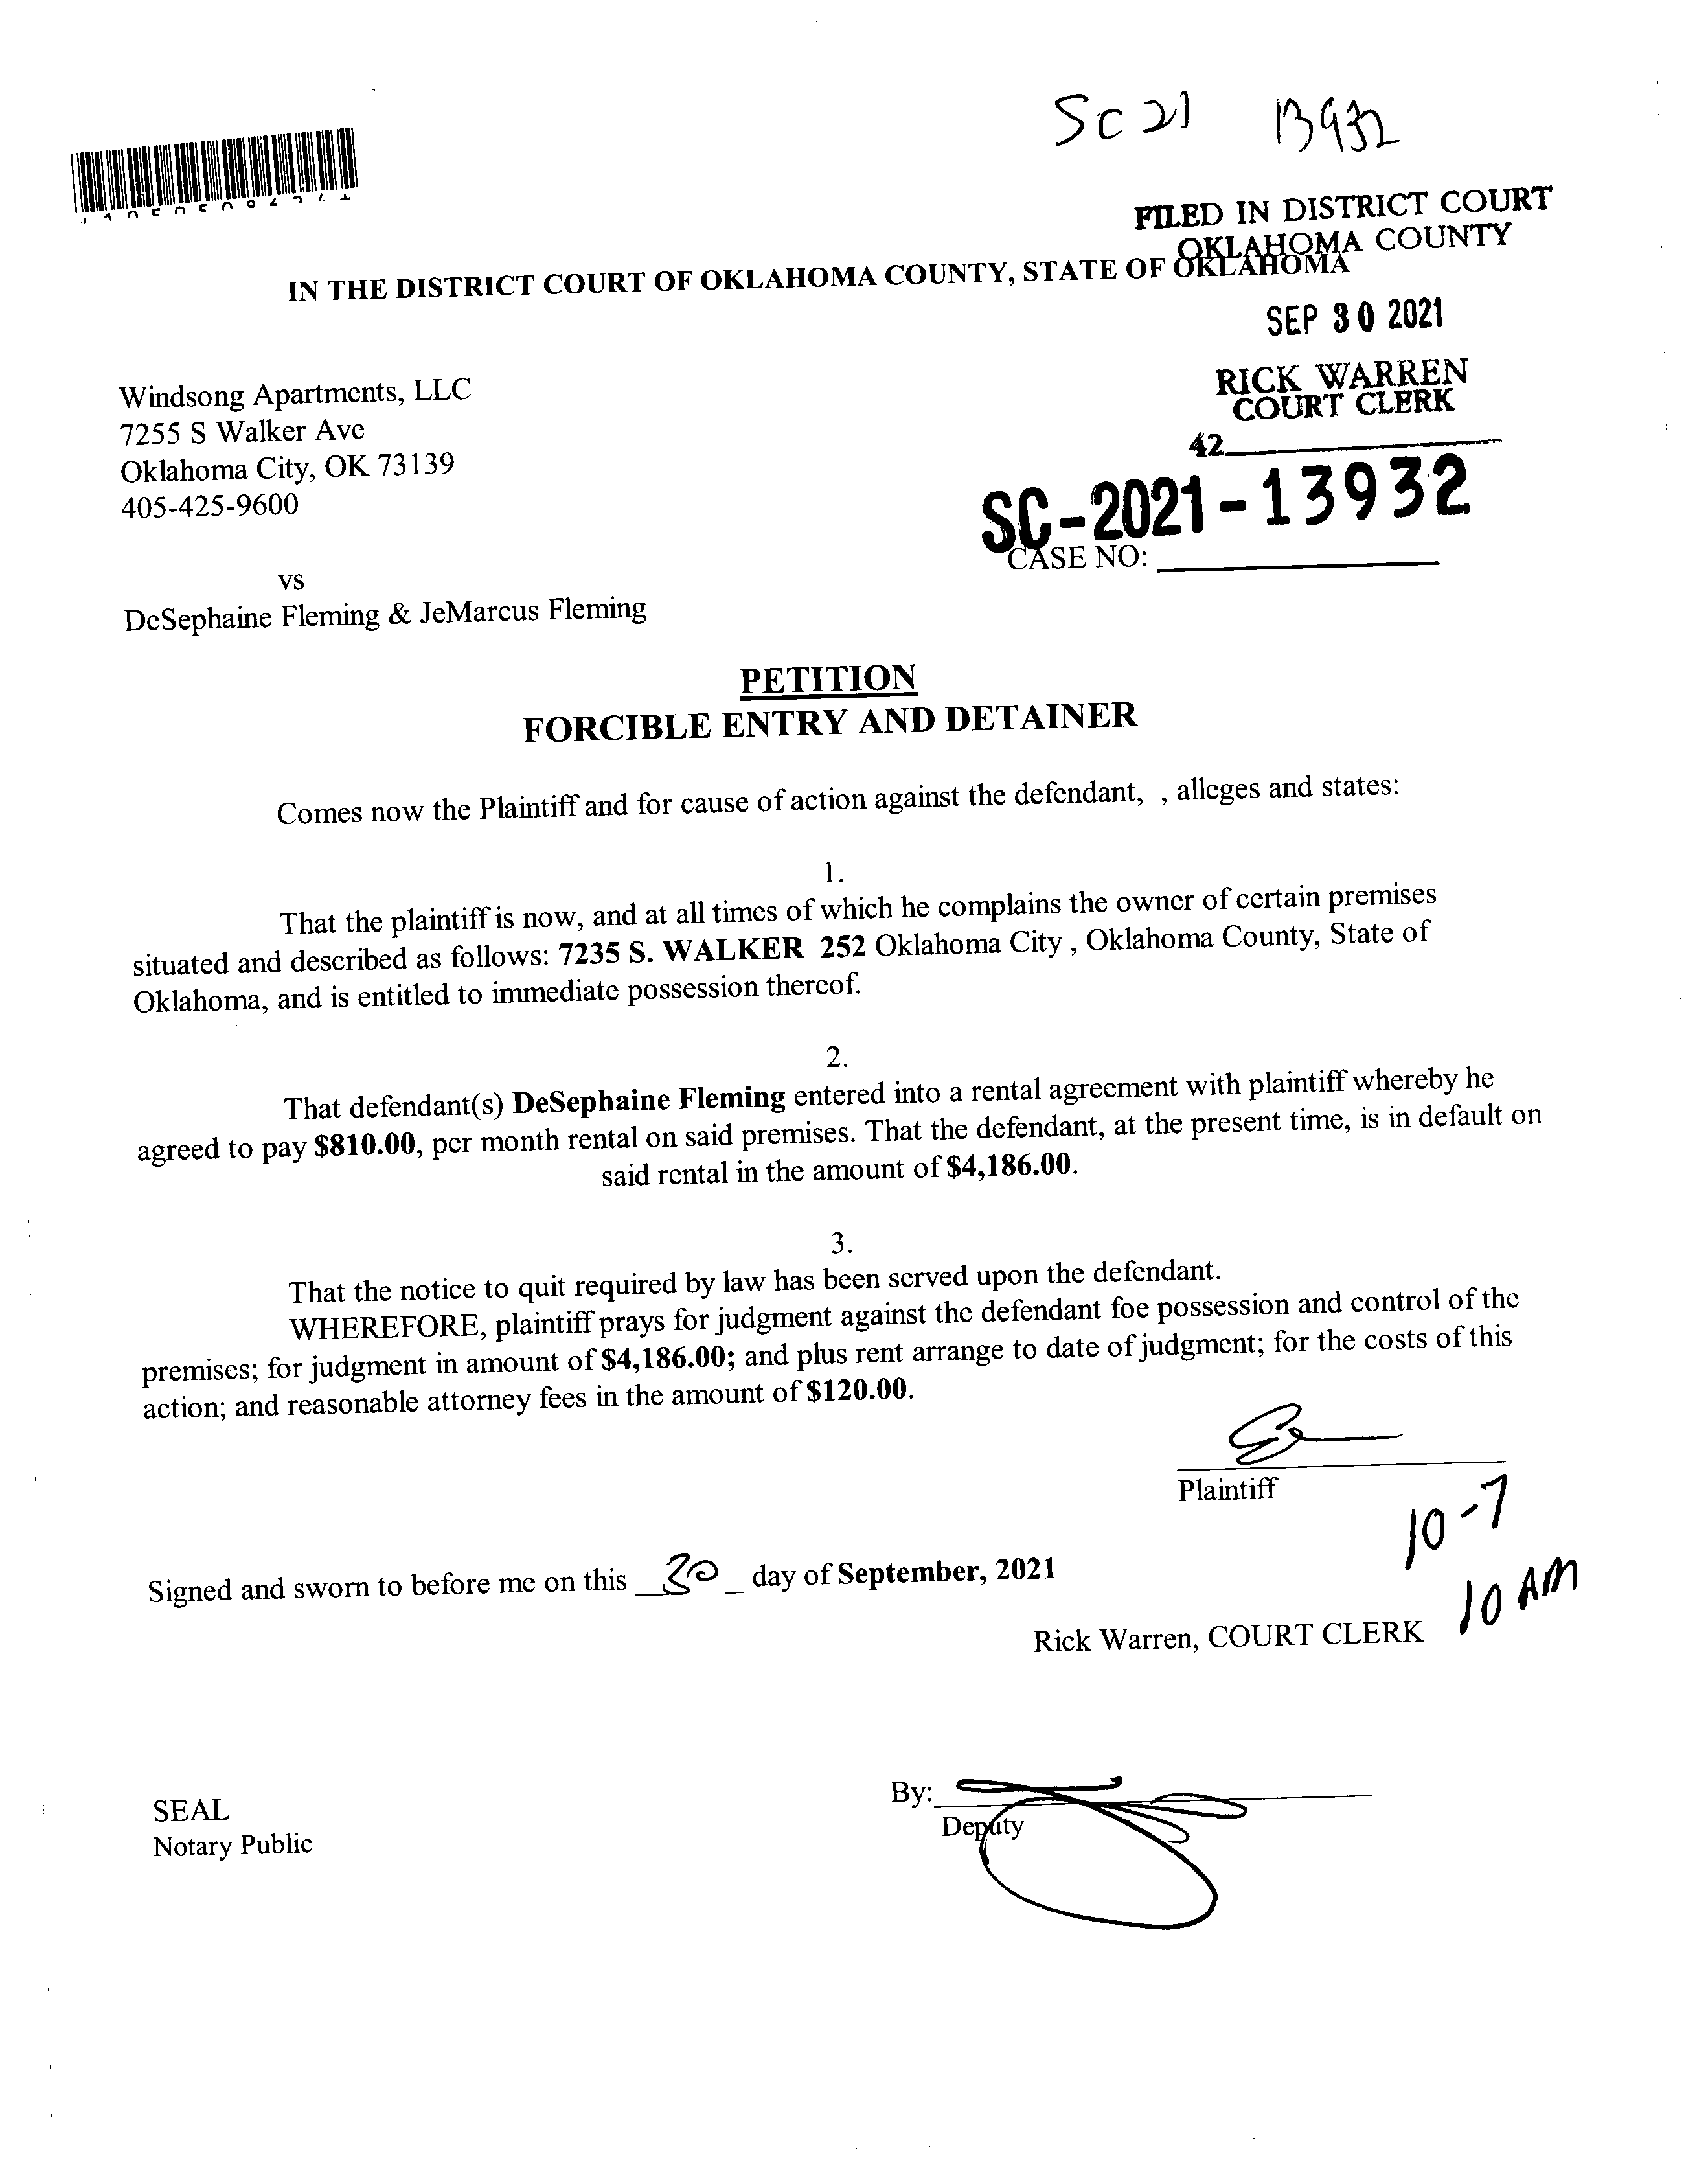 SC 21 13932
FILED IN DISTRICT COURT
OKLAHOMA COUNTY
IN THE DISTRICT COURT OF OKLAHOMA COUNTY, STATE OF OKLAHOMA
SEP 30 2021
RICK WARREN
COURT CLERK
42
Windsong Apartments, LLC
7255 S Walker Ave
Oklahoma City, OK 73139
405-425-9600
SC-2021-13932
CASE NO:
vs
DeSephaine Fleming & JeMarcus Fleming
PETITION
FORCIBLE ENTRY AND DETAINER
Comes now the Plaintiff and for cause of action against the defendant, , alleges and states:
1.
That the plaintiff is now, and at all times of which he complains the owner of certain premises
situated and described as follows: 7235 S. WALKER 252 Oklahoma City , Oklahoma County, State of
Oklahoma, and is entitled to immediate possession thereof.
2.
That defendant(s) DeSephaine Fleming entered into a rental agreement with plaintiff whereby he
agreed to pay $810.00, per month rental on said premises. That the defendant, at the present time, is in default on
said rental in the amount of $4,186.00.
3.
That the notice to quit required by law has been served upon the defendant.
WHEREFORE, plaintiff prays for judgment against the defendant foe possession and control of the
premises; for judgment in amount of $4,186.00; and plus rent arrange to date of judgment; for the costs of this
action; and reasonable attorney fees in the amount of $120.00.
Plaintiff
10-7
10 AM
Signed and sworn to before me on this 30 day of September, 2021
Rick Warren, COURT CLERK
By:
Deputy
SEAL
Notary Public